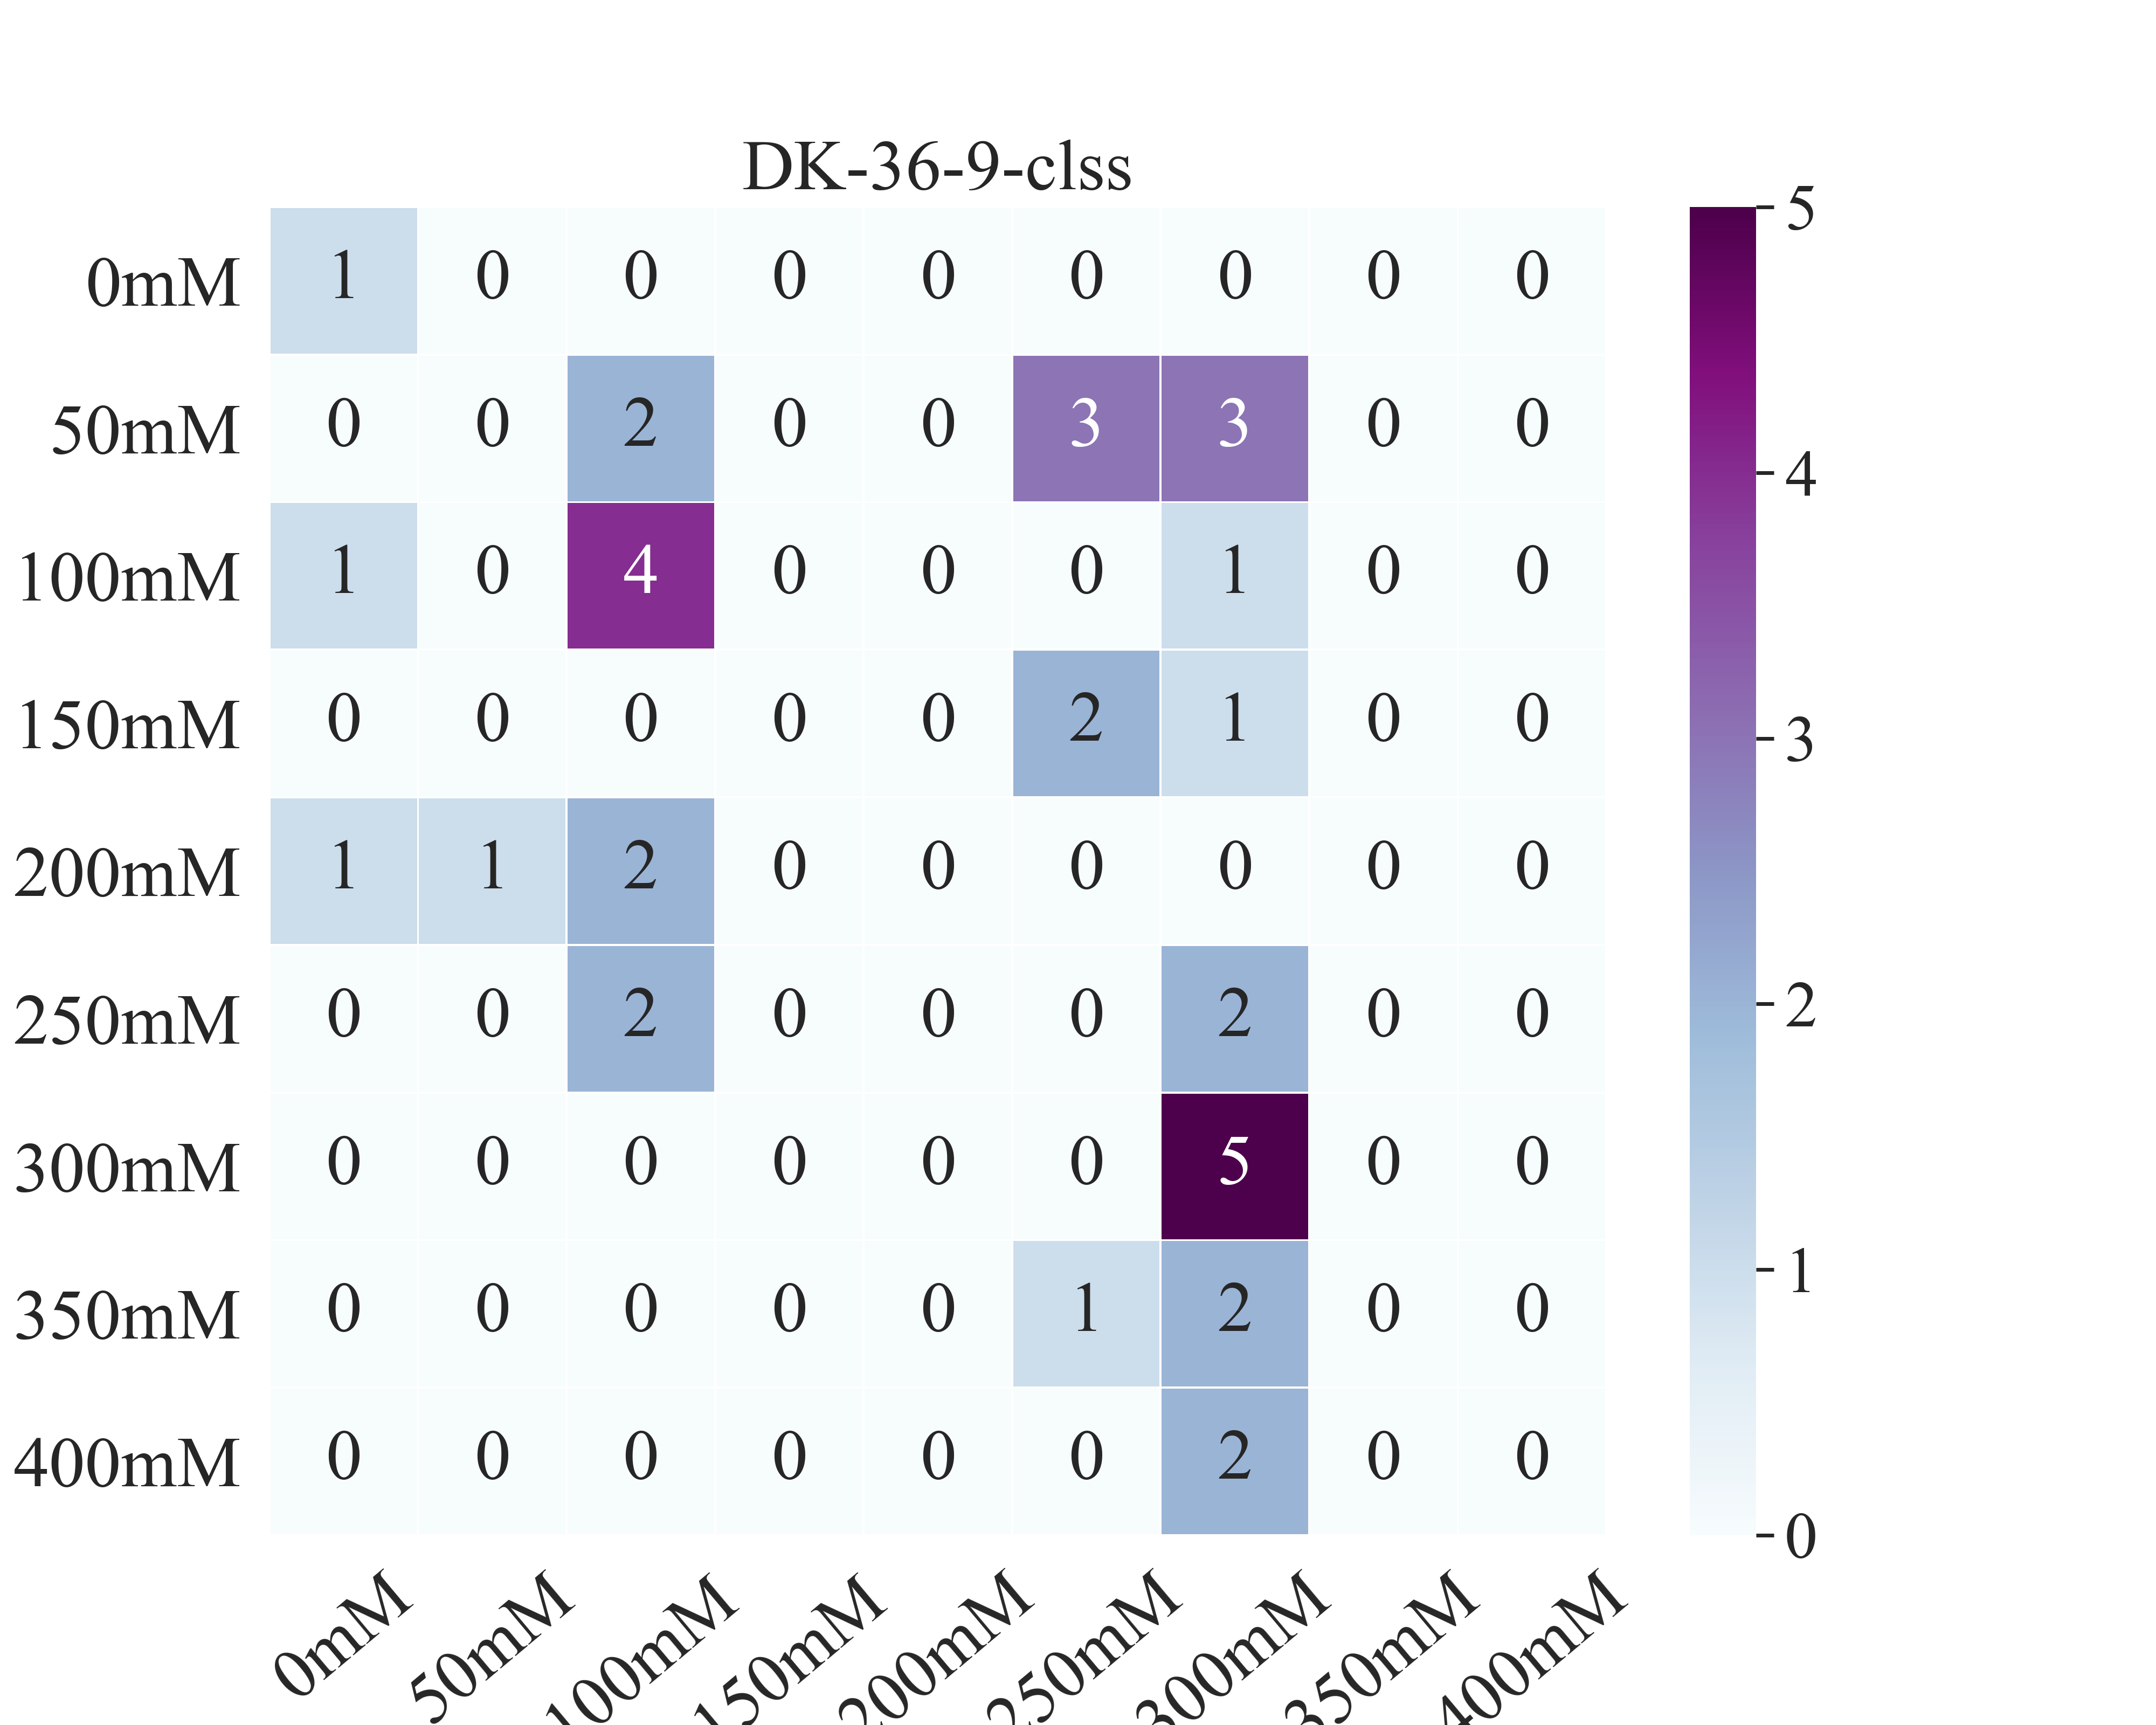 DK-36-9-clss
0mM 1 0 0 0 0 0 0 0 0
50mM 0 0 2 0 0 3 3 0 0
100mM 1 0 4 0 0 0 1 0 0
150mM 0 0 0 0 0 2 1 0 0
200mM 1 1 2 0 0 0 0 0 0
250mM 0 0 2 0 0 0 2 0 0
300mM 0 0 0 0 0 0 5 0 0
350mM 0 0 0 0 0 1 2 0 0
400mM 0 0 0 0 0 0 2 0 0
0mM 50mM 100mM 150mM 200mM 250mM 300mM 350mM 400mM
5
4
3
2
1
0